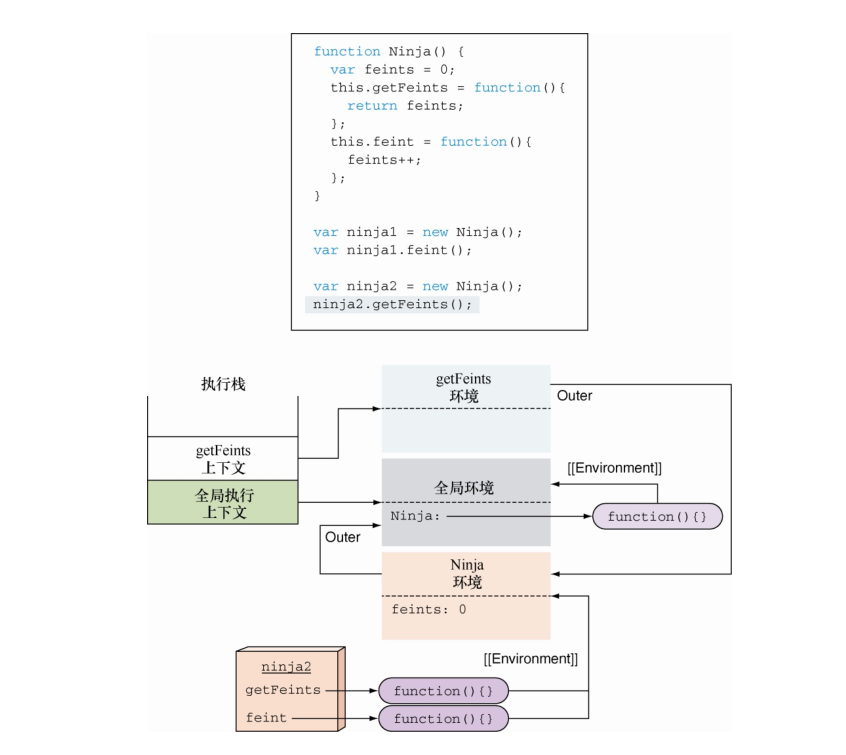 function Ninja() {
var feints = 0;
this.getFeints = function(){
return feints;
};
this.feint = function(){
feints++;
};
}
var ninja1 = new Ninja();
var ninja1.feint();
var ninja2 = new Ninja();
ninja2.getFeints();
执行栈
getFeints
上下文
全局执行
上下文
getFeints
环境
Outer
全局环境
Ninja:
[[Environment]]
function(){}
Outer
Ninja
环境
feints: 0
[[Environment]]
ninja2
getFeints
function(){}
feint
function(){}